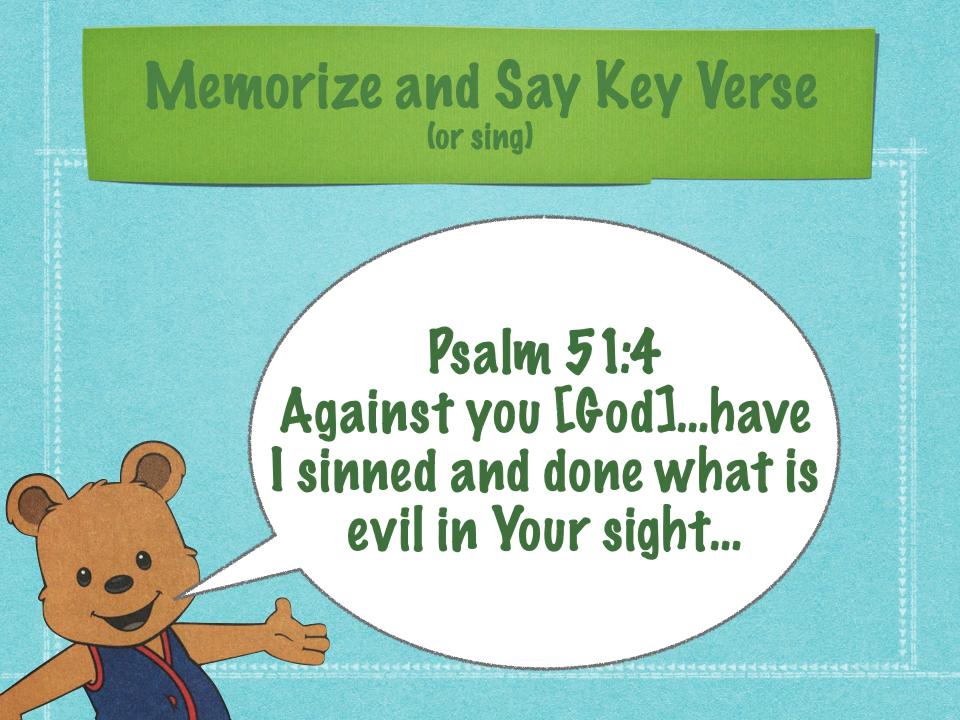 Memorize and Say Key Verse
(or sing)
Psalm 51:4
Against you [God]...have
I sinned and done what is
evil in Your sight...